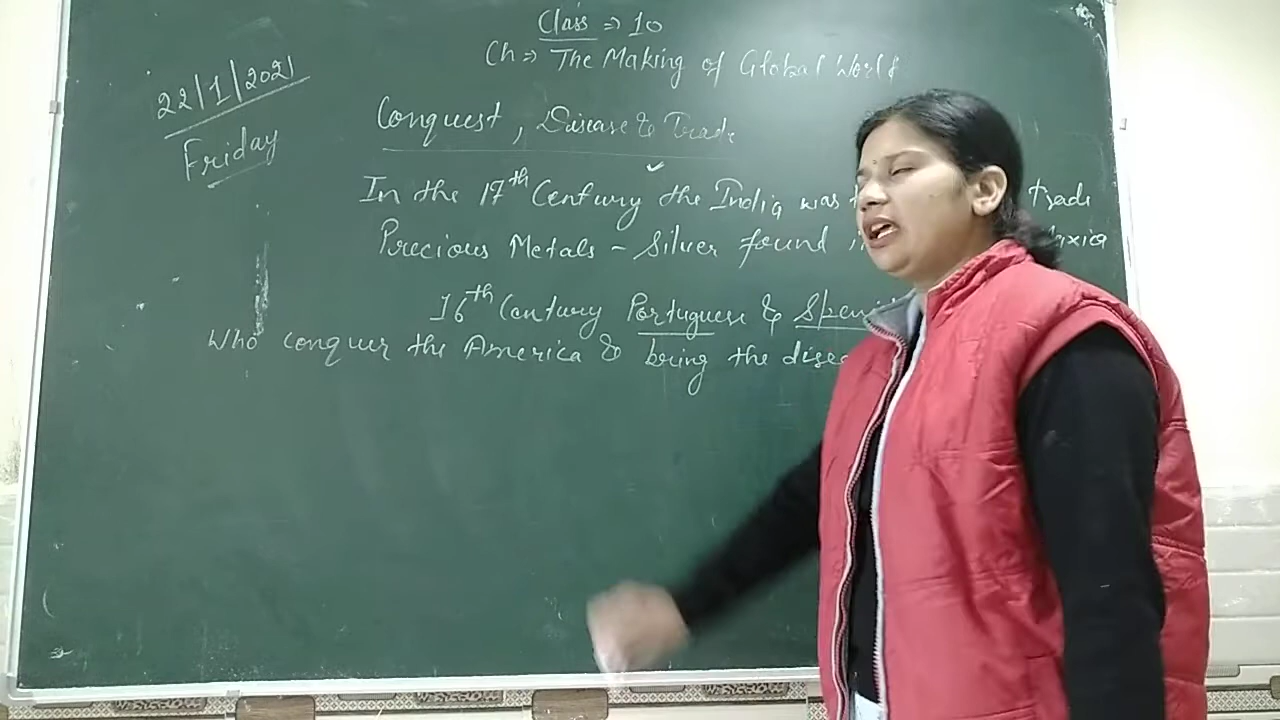 Class ⇒ 10
Ch ⇒ The Making of Global World
22/1/2021
Friday
Conquest, Disease & Trade
In the 17th Century the India was trade
Precious Metals - Silver found
16th Century Portuguese &
Who conquer the America & bring the